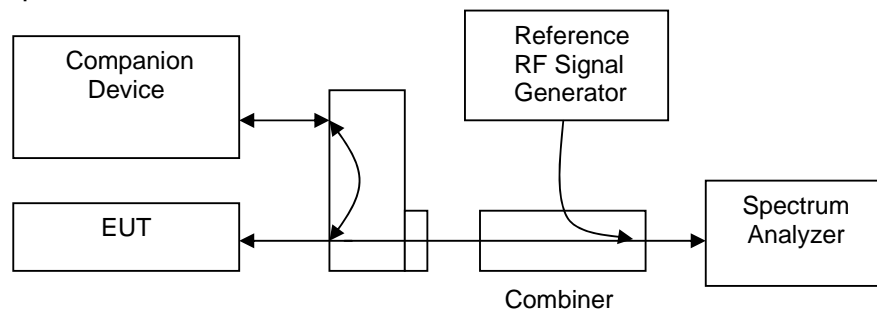 Companion
Device
Reference
RF Signal
Generator
EUT
Spectrum
Analyzer
Combiner